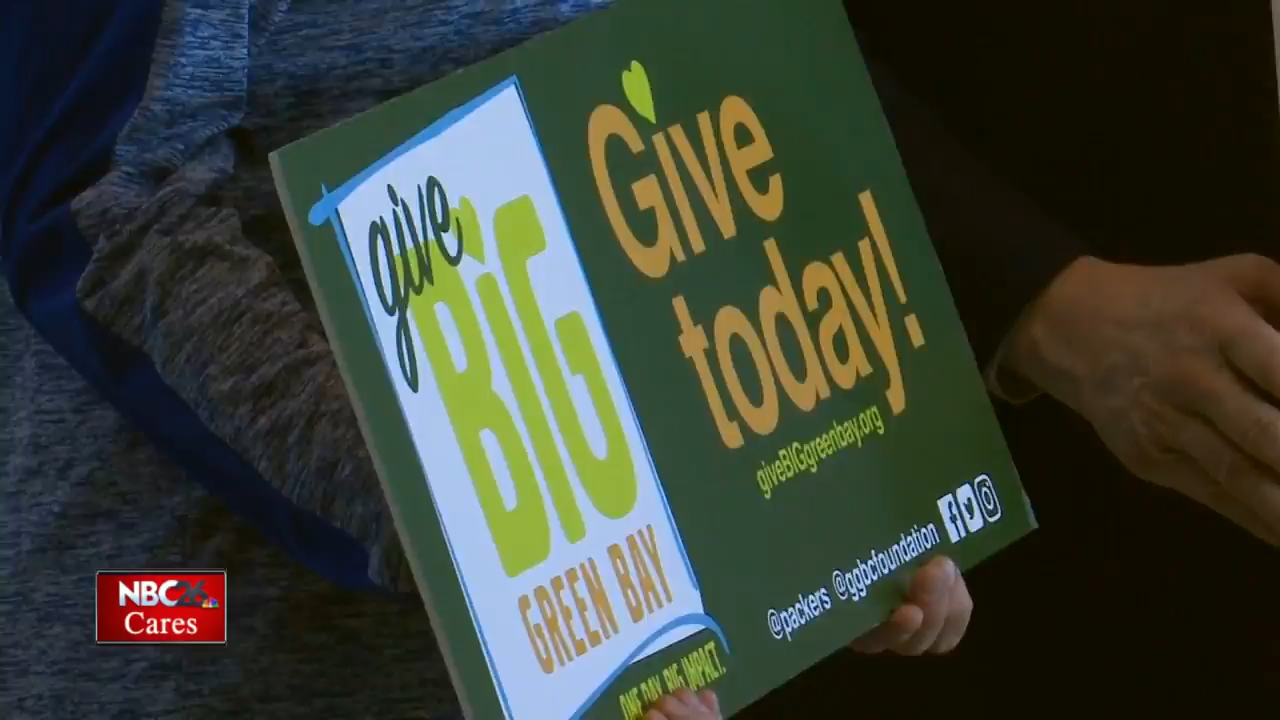 give
BIG
GREEN BAY
ONE DAY. BIG IMPACT.
Give
today!
giveBIGgreenbay.org
@packers @ggbcfoundation
NBC26
Cares